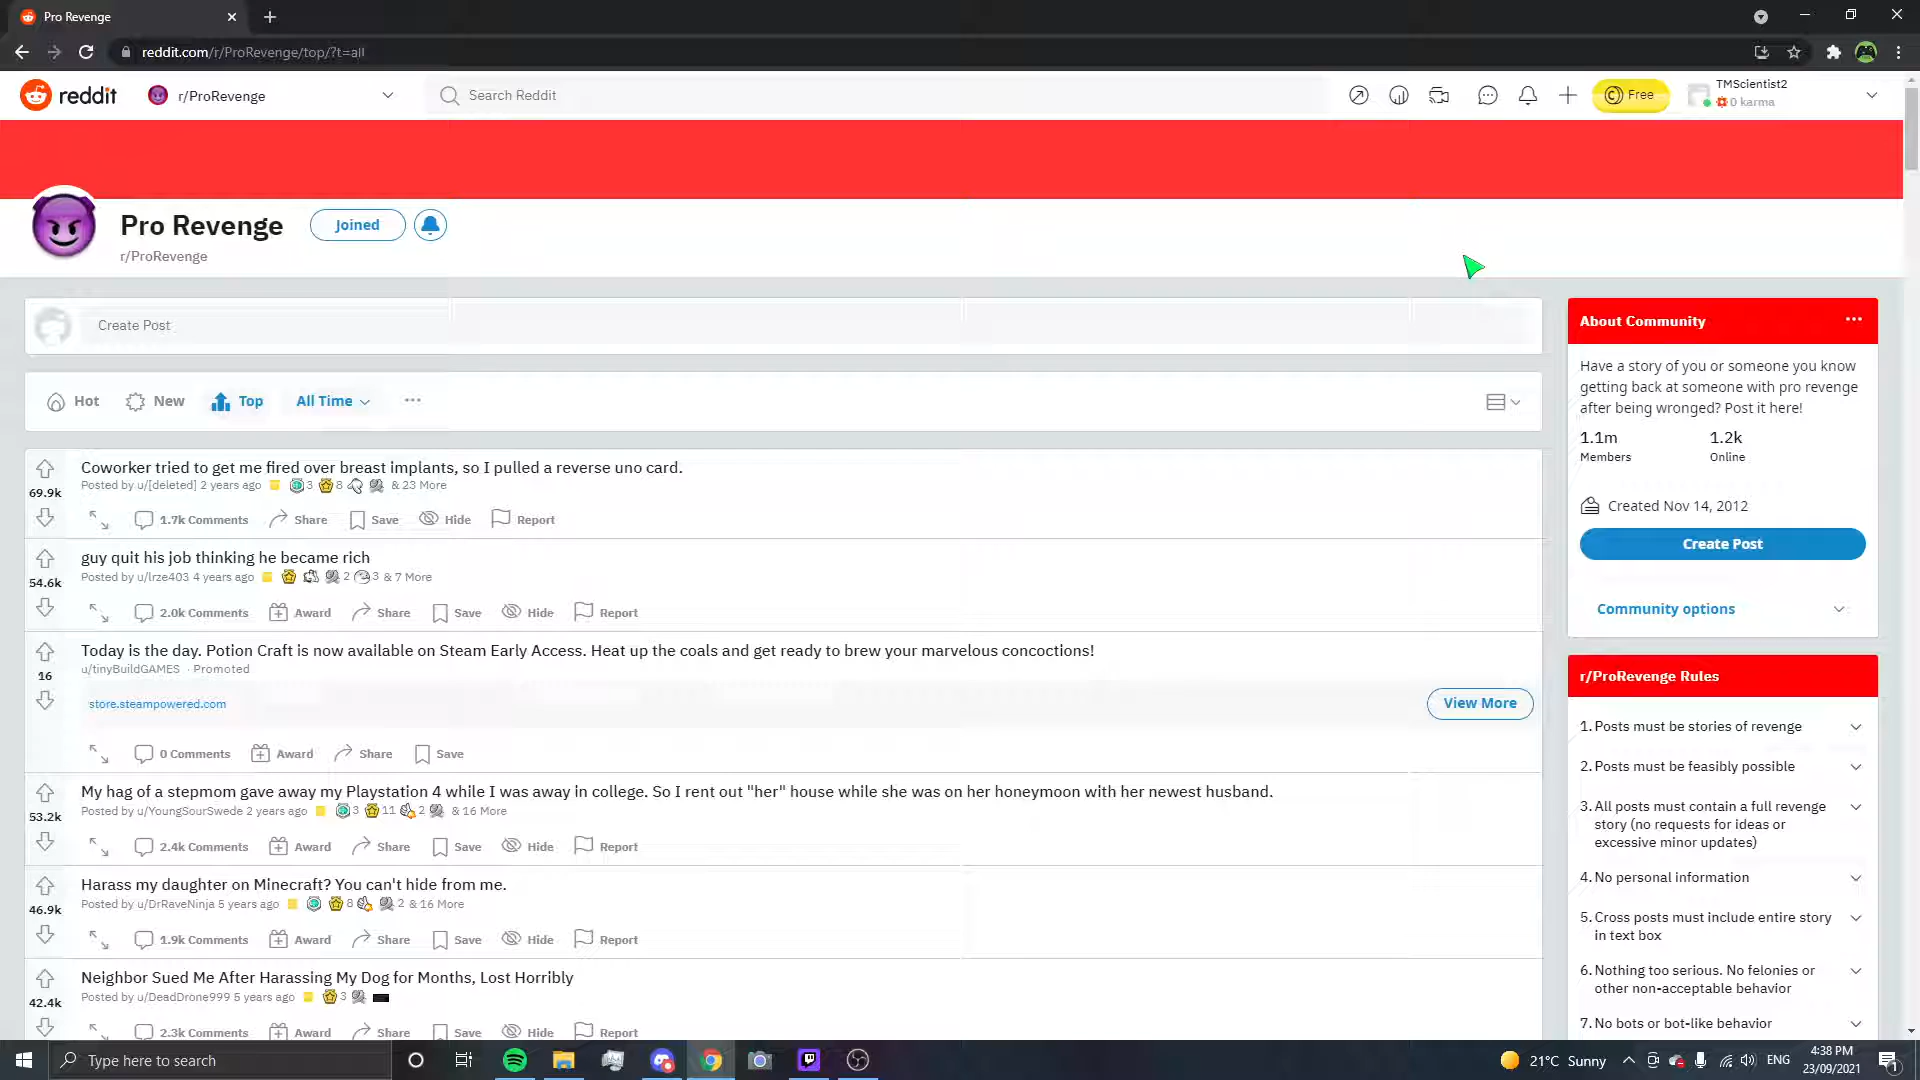 Pro Revenge
reddit.com/r/ProRevenge/top/?t=all
reddit
r/ProRevenge
Search Reddit
Free
TMScientist2
0 karma
Pro Revenge
Joined
r/ProRevenge
Create Post
Hot
New
Top
All Time
Coworker tried to get me fired over breast implants, so I pulled a reverse uno card.
Posted by u/[deleted] 2 years ago 3 8 & 23 More
69.9k
1.7k Comments Share Save Hide Report
guy quit his job thinking he became rich
Posted by u/lrze403 4 years ago 2 3 & 7 More
54.6k
2.0k Comments Award Share Save Hide Report
Today is the day. Potion Craft is now available on Steam Early Access. Heat up the coals and get ready to brew your marvelous concoctions!
u/tinyBuildGAMES · Promoted
16
store.steampowered.com
View More
0 Comments Award Share Save
My hag of a stepmom gave away my Playstation 4 while I was away in college. So I rent out "her" house while she was on her honeymoon with her newest husband.
Posted by u/YoungSourSwede 2 years ago 3 11 2 & 16 More
53.2k
2.4k Comments Award Share Save Hide Report
Harass my daughter on Minecraft? You can't hide from me.
Posted by u/DrRaveNinja 5 years ago 8 2 & 16 More
46.9k
1.9k Comments Award Share Save Hide Report
Neighbor Sued Me After Harassing My Dog for Months, Lost Horribly
Posted by u/DeadDrone999 5 years ago 3
42.4k
2.3k Comments Award Share Save Hide Report
About Community
Have a story of you or someone you know
getting back at someone with pro revenge
after being wronged? Post it here!
1.1m 1.2k
Members Online
Created Nov 14, 2012
Create Post
Community options
r/ProRevenge Rules
1. Posts must be stories of revenge
2. Posts must be feasibly possible
3. All posts must contain a full revenge
story (no requests for ideas or
excessive minor updates)
4. No personal information
5. Cross posts must include entire story
in text box
6. Nothing too serious. No felonies or
other non-acceptable behavior
7. No bots or bot-like behavior
Type here to search
21°C Sunny
ENG
4:38 PM
23/09/2021
1